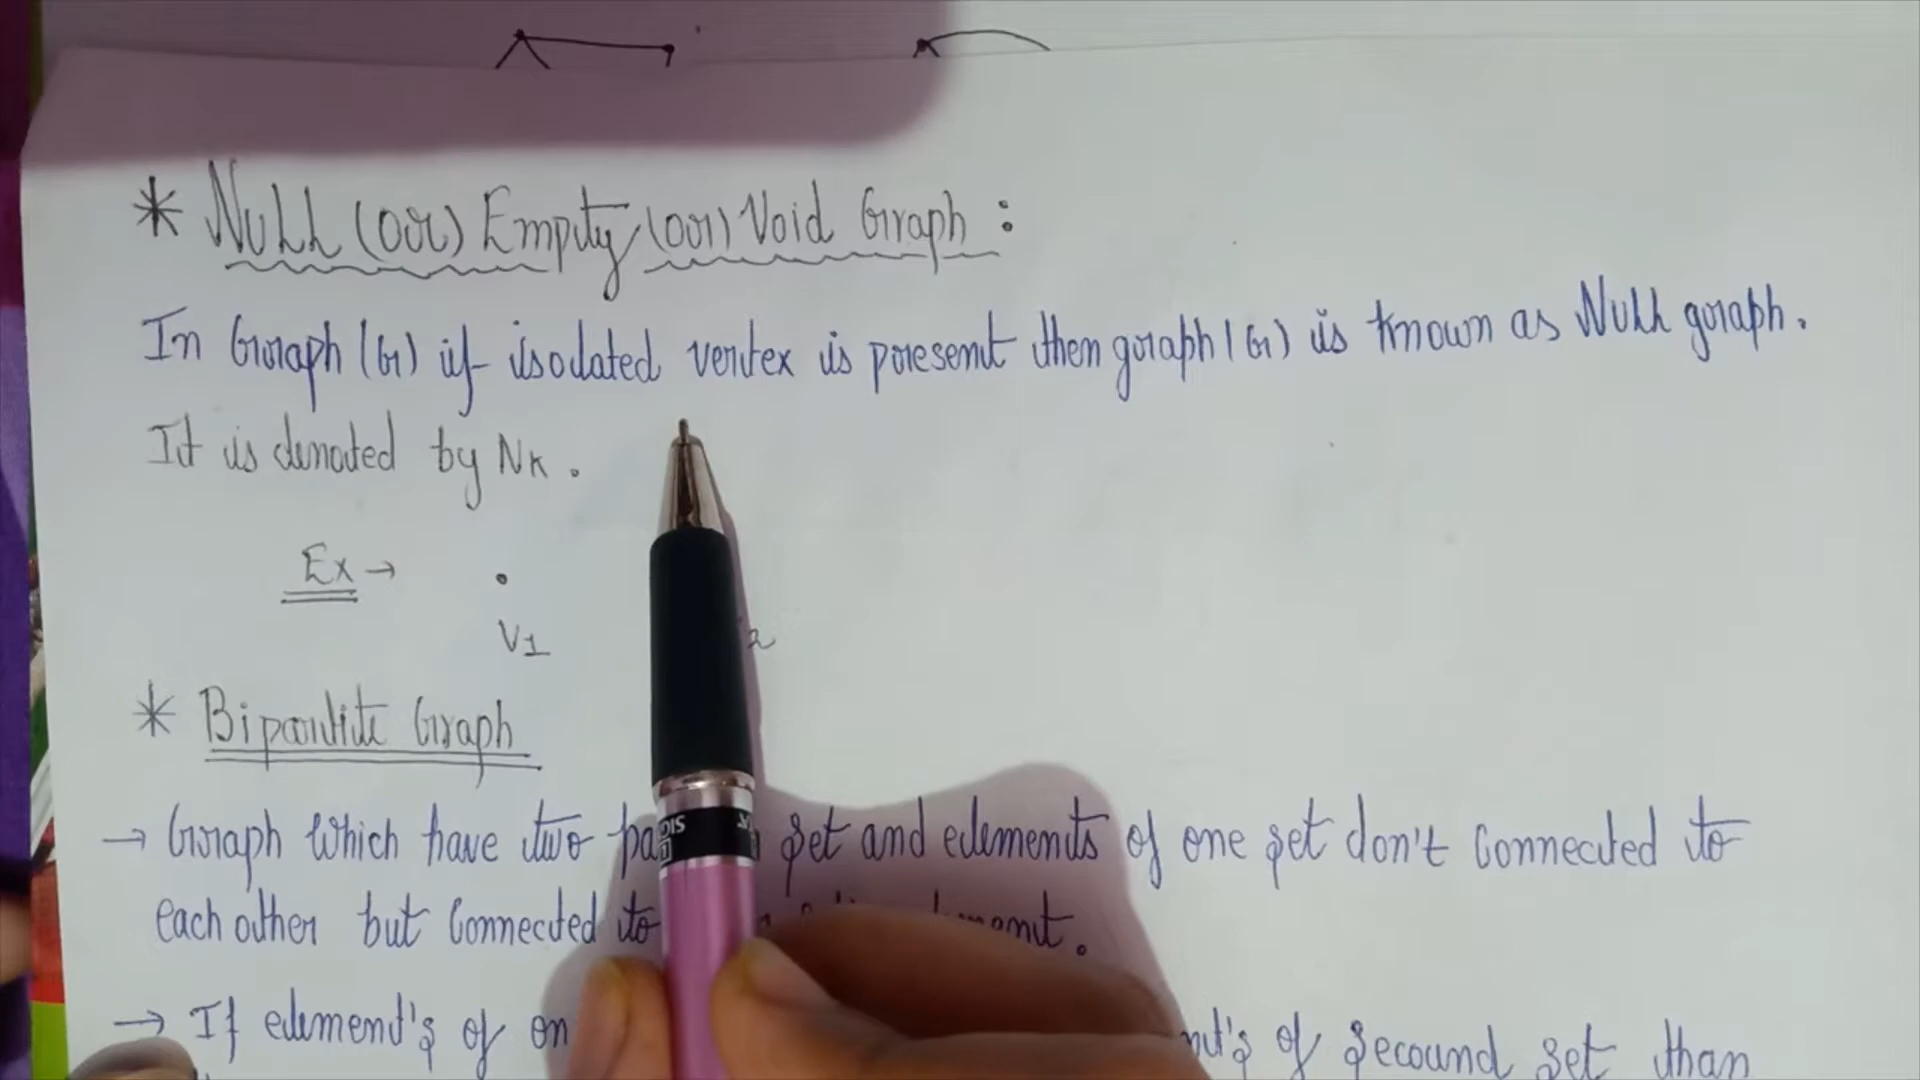 * Null (or) Empty (or) Void Graph :
In Graph (G) if isolated vertex is present then graph (G) is known as Null graph.
It is denoted by NK.
Ex →
V1
* Bipartite Graph
→ Graph which have two set and elements of one set don't connected to
each other but connected to
→ If element's of of secound set than